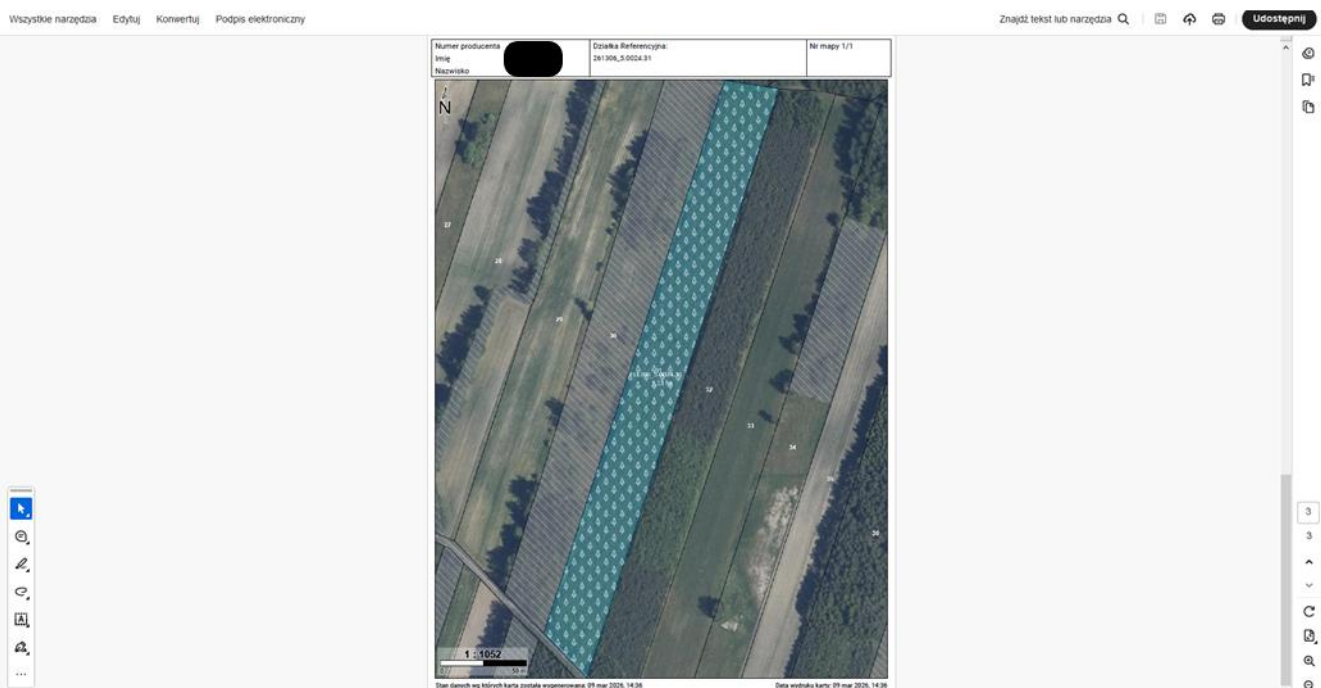 Wszystkie narzędzia Edytuj Konwertuj Podpis elektroniczny Znajdź tekst lub narzędzia Udostępnij
Numer producenta
Imię
Nazwisko
Działka Referencyjna:
261306_5.0024.31
Nr mapy 1/1
N
27
28
29
30
32
33
34
1 : 1052
3
3
Stan danych wg których karta została wygenerowana: 09 mar 2026, 14:36 Data wydruku karty: 09 mar 2026, 14:36